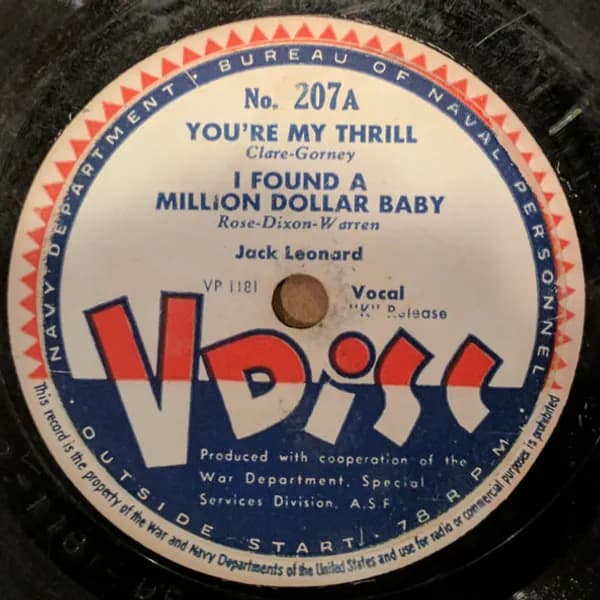 NAVY DEPARTMENT · BUREAU OF NAVAL PERSONNEL
No. 207A
YOU'RE MY THRILL
Clare-Gorney
I FOUND A
MILLION DOLLAR BABY
Rose-Dixon-Warren
Jack Leonard
VP 1181
Vocal
"K" Release
V DiSC
Produced with cooperation of the
War Department, Special
Services Division, A.S.F.
· OUTSIDE START · 78 RPM ·
This record is the property of the War and Navy Departments of the United States and use for radio or commercial purposes is prohibited